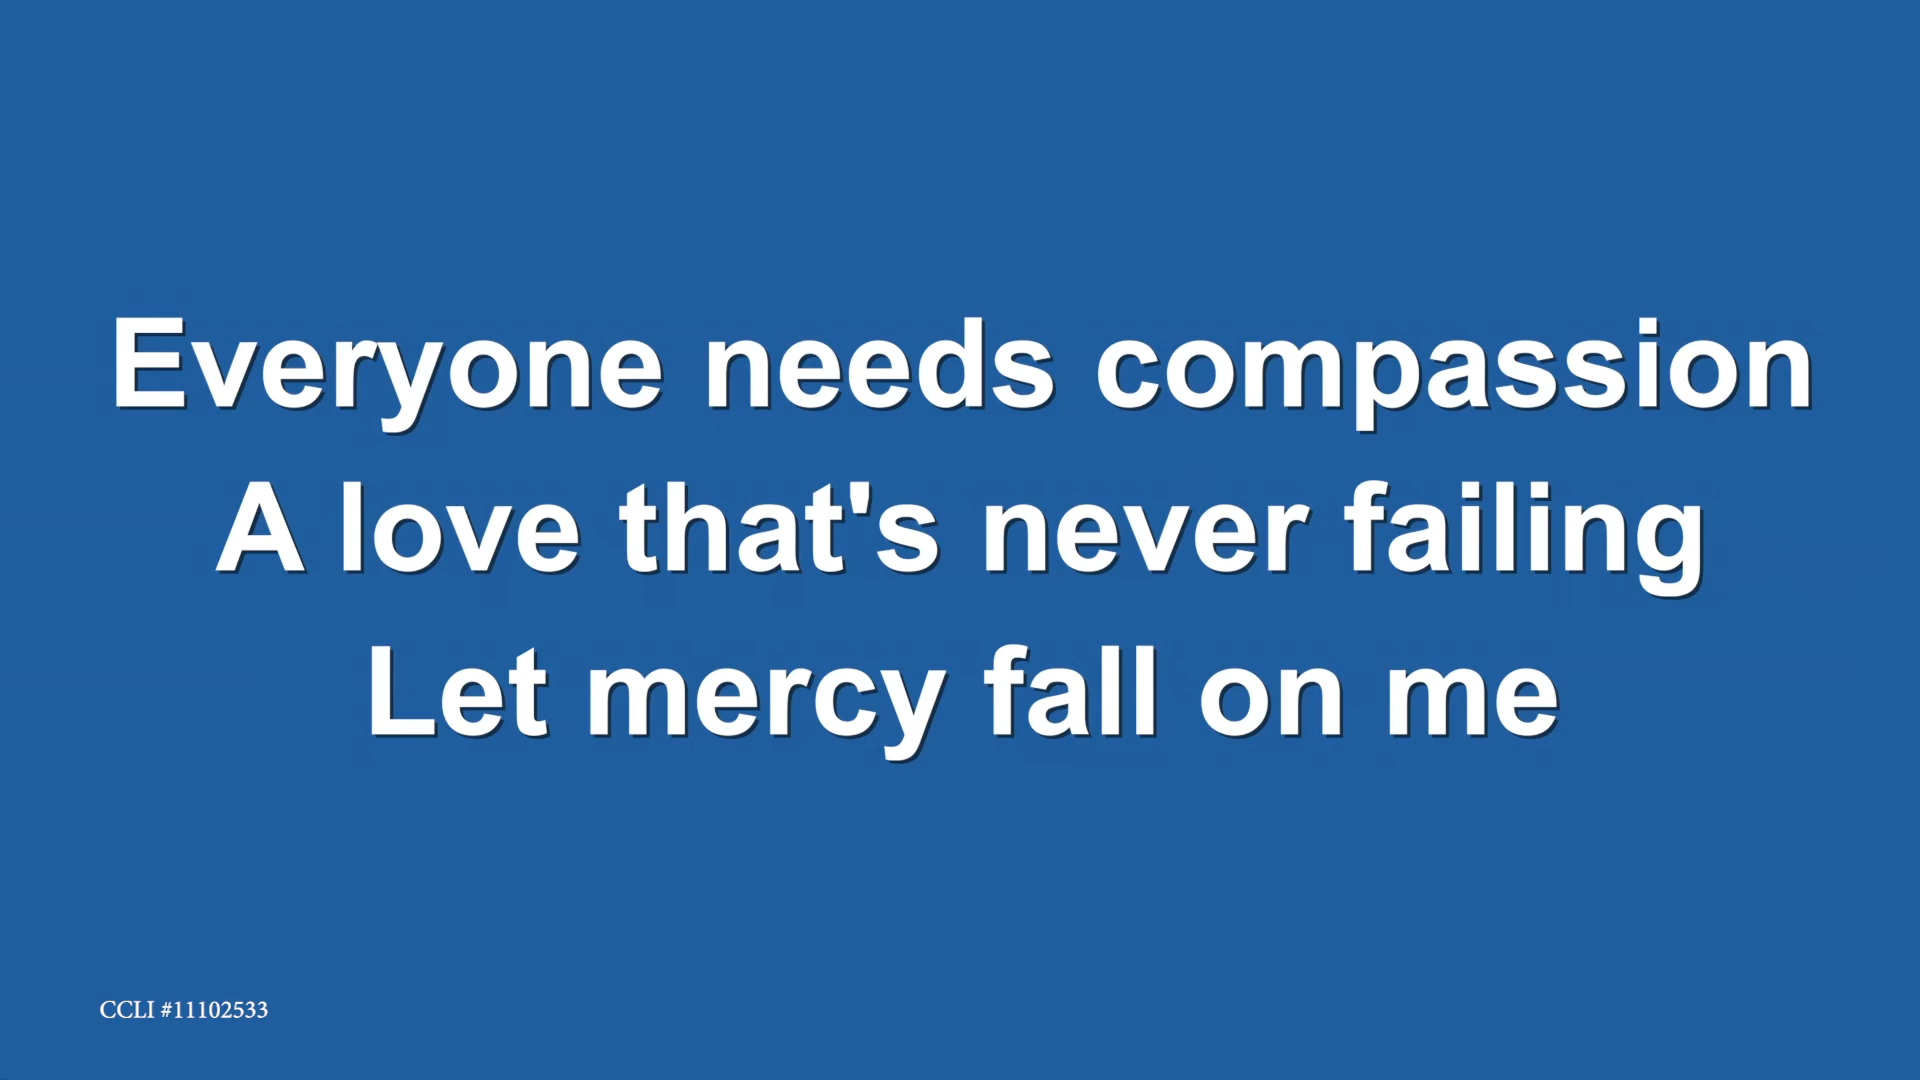 Everyone needs compassion
A love that's never failing
Let mercy fall on me
CCLI #11102533